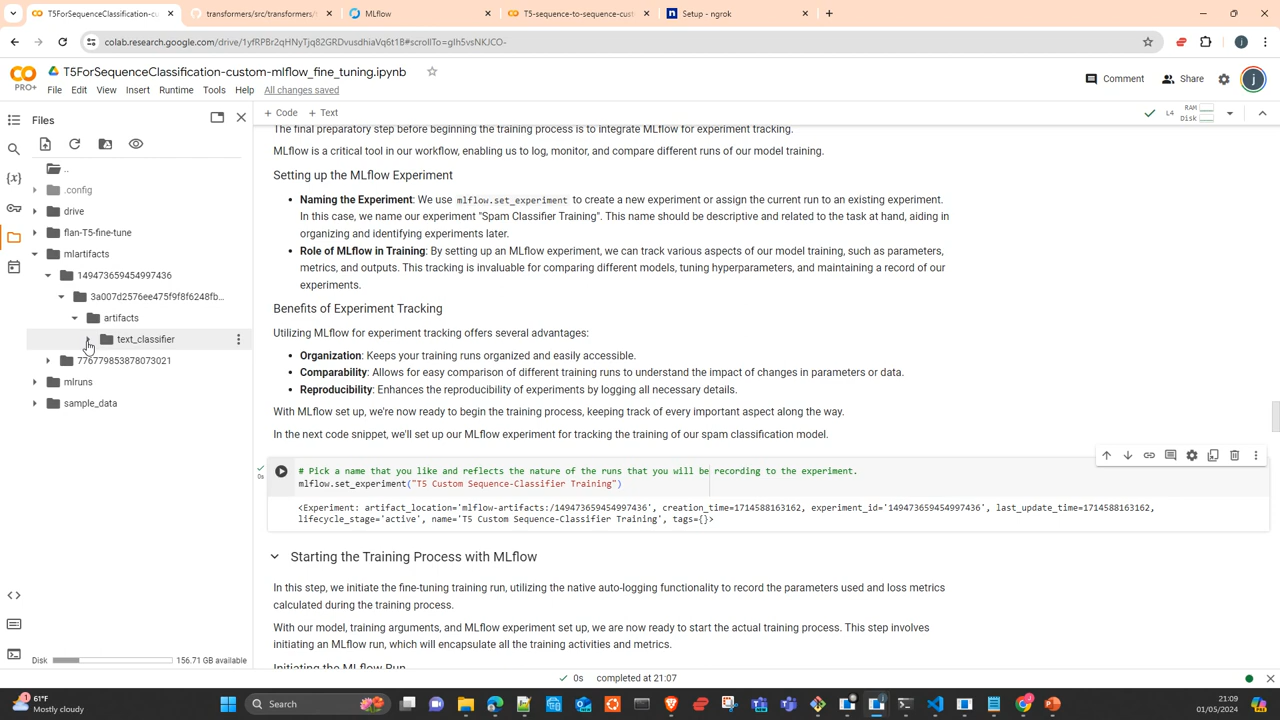 T5ForSequenceClassification-cu
transformers/src/transformers/
MLflow
T5-sequence-to-sequence-cust
Setup - ngrok
colab.research.google.com/drive/1yfRPBr2qHNyTjq82GRDvusdhiaVq6t1B#scrollTo=gIh5vsNKJCO-
T5ForSequenceClassification-custom-mlflow_fine_tuning.ipynb
PRO+
File Edit View Insert Runtime Tools Help All changes saved
Comment Share
Files
+ Code + Text
L4 RAM Disk
..
.config
drive
flan-T5-fine-tune
mlartifacts
149473659454997436
3a007d2576ee475f9f8f6248fb...
artifacts
text_classifier
776779853878073021
mlruns
sample_data
Disk 156.71 GB available
The final preparatory step before beginning the training process is to integrate MLflow for experiment tracking.
MLflow is a critical tool in our workflow, enabling us to log, monitor, and compare different runs of our model training.
Setting up the MLflow Experiment
• Naming the Experiment: We use mlflow.set_experiment to create a new experiment or assign the current run to an existing experiment.
In this case, we name our experiment "Spam Classifier Training". This name should be descriptive and related to the task at hand, aiding in
organizing and identifying experiments later.
• Role of MLflow in Training: By setting up an MLflow experiment, we can track various aspects of our model training, such as parameters,
metrics, and outputs. This tracking is invaluable for comparing different models, tuning hyperparameters, and maintaining a record of our
experiments.
Benefits of Experiment Tracking
Utilizing MLflow for experiment tracking offers several advantages:
• Organization: Keeps your training runs organized and easily accessible.
• Comparability: Allows for easy comparison of different training runs to understand the impact of changes in parameters or data.
• Reproducibility: Enhances the reproducibility of experiments by logging all necessary details.
With MLflow set up, we're now ready to begin the training process, keeping track of every important aspect along the way.
In the next code snippet, we'll set up our MLflow experiment for tracking the training of our spam classification model.
0s
# Pick a name that you like and reflects the nature of the runs that you will be recording to the experiment.
mlflow.set_experiment("T5 Custom Sequence-Classifier Training")
<Experiment: artifact_location='mlflow-artifacts:/149473659454997436', creation_time=1714588163162, experiment_id='149473659454997436', last_update_time=1714588163162,
lifecycle_stage='active', name='T5 Custom Sequence-Classifier Training', tags={}>
Starting the Training Process with MLflow
In this step, we initiate the fine-tuning training run, utilizing the native auto-logging functionality to record the parameters used and loss metrics
calculated during the training process.
With our model, training arguments, and MLflow experiment set up, we are now ready to start the actual training process. This step involves
initiating an MLflow run, which will encapsulate all the training activities and metrics.
Initiating the MLflow Run
0s completed at 21:07
61°F
Mostly cloudy
Search
21:09
01/05/2024